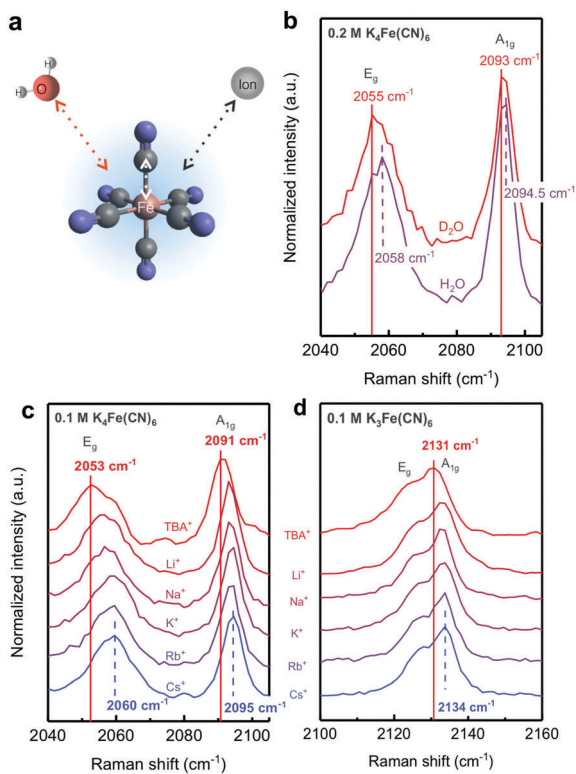 a
H
O
H
Ion
Fe
b
0.2 M K₄Fe(CN)₆
A₁g
2093 cm⁻¹
Eg
2055 cm⁻¹
2094.5 cm⁻¹
D₂O
2058 cm⁻¹
H₂O
Normalized intensity (a.u.)
2040 2060 2080 2100
Raman shift (cm⁻¹)
c
0.1 M K₄Fe(CN)₆
A₁g
Eg
2091 cm⁻¹
2053 cm⁻¹
TBA⁺
Li⁺
Na⁺
K⁺
Rb⁺
Cs⁺
2060 cm⁻¹
2095 cm⁻¹
Normalized intensity (a.u.)
2040 2060 2080 2100
Raman shift (cm⁻¹)
d
0.1 M K₃Fe(CN)₆
2131 cm⁻¹
Eg
A₁g
TBA⁺
Li⁺
Na⁺
K⁺
Rb⁺
Cs⁺
2134 cm⁻¹
2100 2120 2140 2160
Raman shift (cm⁻¹)